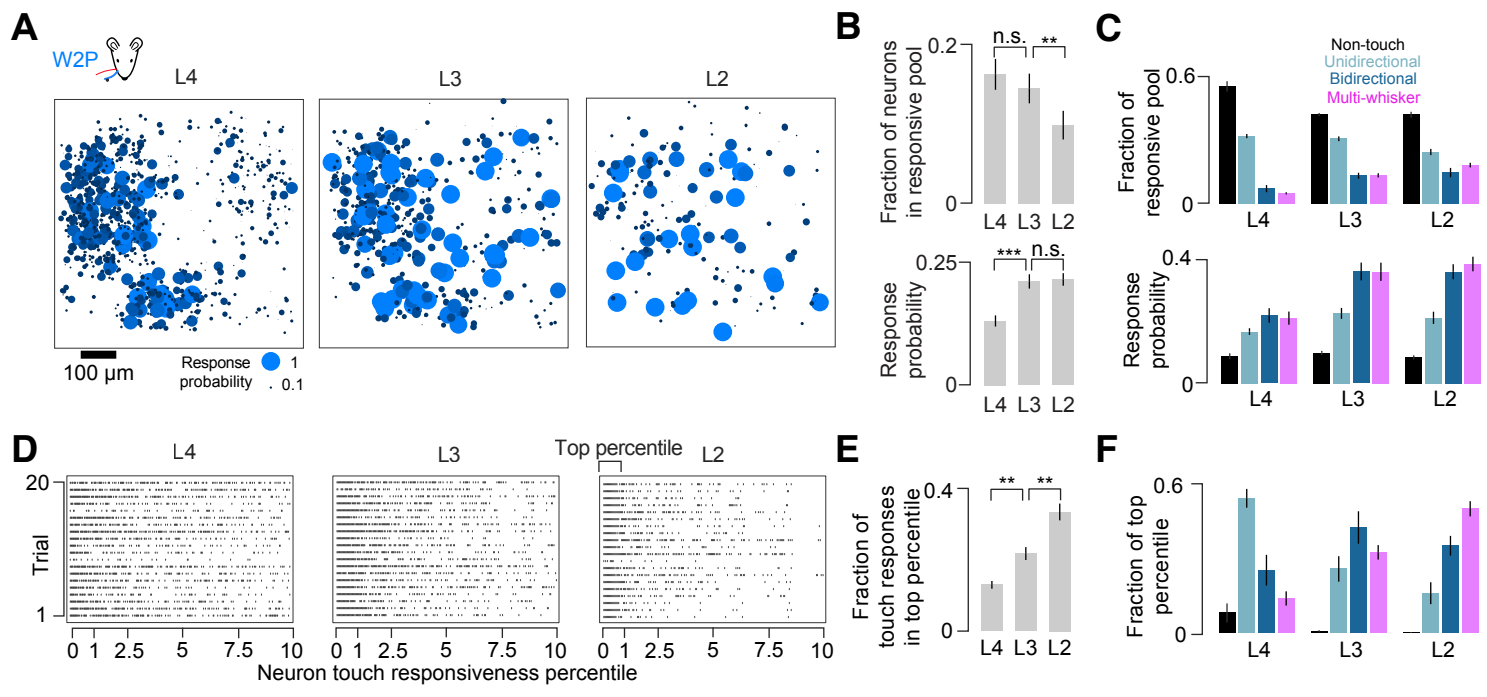 A
W2P
L4
L3
L2
100 µm
Response
probability
1
0.1
B
Fraction of neurons
in responsive pool
0.2
0
n.s.
**
L4
L3
L2
Response
probability
0.25
0
***
n.s.
L4
L3
L2
C
Non-touch
Unidirectional
Bidirectional
Multi-whisker
Fraction of
responsive pool
0.6
0
L4
L3
L2
Response
probability
0.4
0
L4
L3
L2
D
L4
L3
Top percentile
L2
Trial
20
1
0 1 2.5 5 7.5 10
0 1 2.5 5 7.5 10
0 1 2.5 5 7.5 10
Neuron touch responsiveness percentile
E
Fraction of
touch responses
in top percentile
0.4
0
**
**
L4
L3
L2
F
Fraction of top
percentile
0.6
0
L4
L3
L2